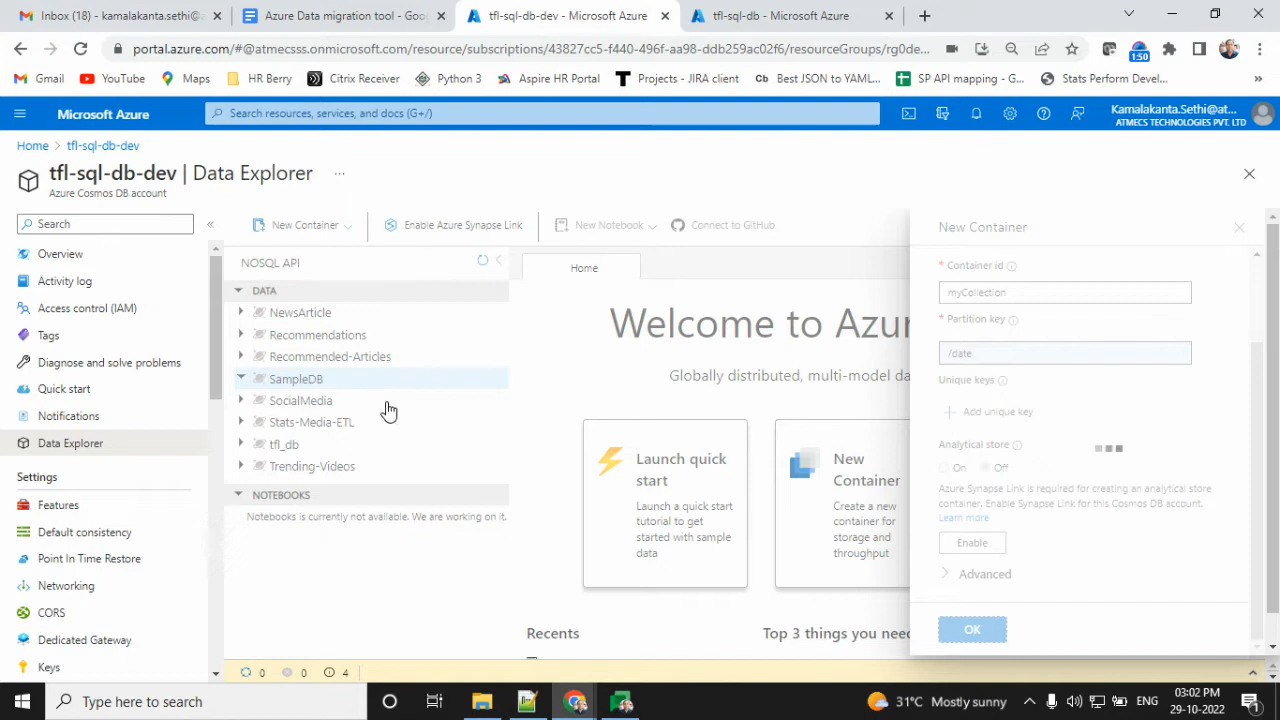 Inbox (18) - kamalakanta.sethi@
Azure Data migration tool - Goo
tfl-sql-db-dev - Microsoft Azure
tfl-sql-db - Microsoft Azure
portal.azure.com/#@atmecsss.onmicrosoft.com/resource/subscriptions/43827cc5-f440-496f-aa98-ddb259ac02f6/resourceGroups/rg0de...
1:50
Gmail
YouTube
Maps
HR Berry
Citrix Receiver
Python 3
Aspire HR Portal
Projects - JIRA client
Cb Best JSON to YAML...
SP API mapping - G...
Stats Perform Devel...
»
Microsoft Azure
Search resources, services, and docs (G+/)
Kamalakanta.Sethi@at...
ATMECS TECHNOLOGIES PVT. LTD
Home > tfl-sql-db-dev
tfl-sql-db-dev | Data Explorer ...
Azure Cosmos DB account
Search
«
Overview
Activity log
Access control (IAM)
Tags
Diagnose and solve problems
Quick start
Notifications
Data Explorer
Settings
Features
Default consistency
Point In Time Restore
Networking
CORS
Dedicated Gateway
Keys
New Container
Enable Azure Synapse Link
New Notebook
Connect to GitHub
NOSQL API
DATA
NewsArticle
Recommendations
Recommended-Articles
SampleDB
SocialMedia
Stats-Media-ETL
tfl_db
Trending-Videos
NOTEBOOKS
Notebooks is currently not available. We are working on it.
0 0 4
Home
Welcome to Azu
Globally distributed, multi-model da
Launch quick
start
Launch a quick start
tutorial to get
started with sample
data
New
Container
Create a new
container for
storage and
throughput
Recents
Top 3 things you nee
New Container
* Container id
myCollection
* Partition key
/date
Unique keys
Add unique key
Analytical store
On Off
Azure Synapse Link is required for creating an analytical store
container. Enable Synapse Link for this Cosmos DB account.
Learn more
Enable
Advanced
OK
Type here to search
31°C Mostly sunny
ENG
03:02 PM
29-10-2022
1